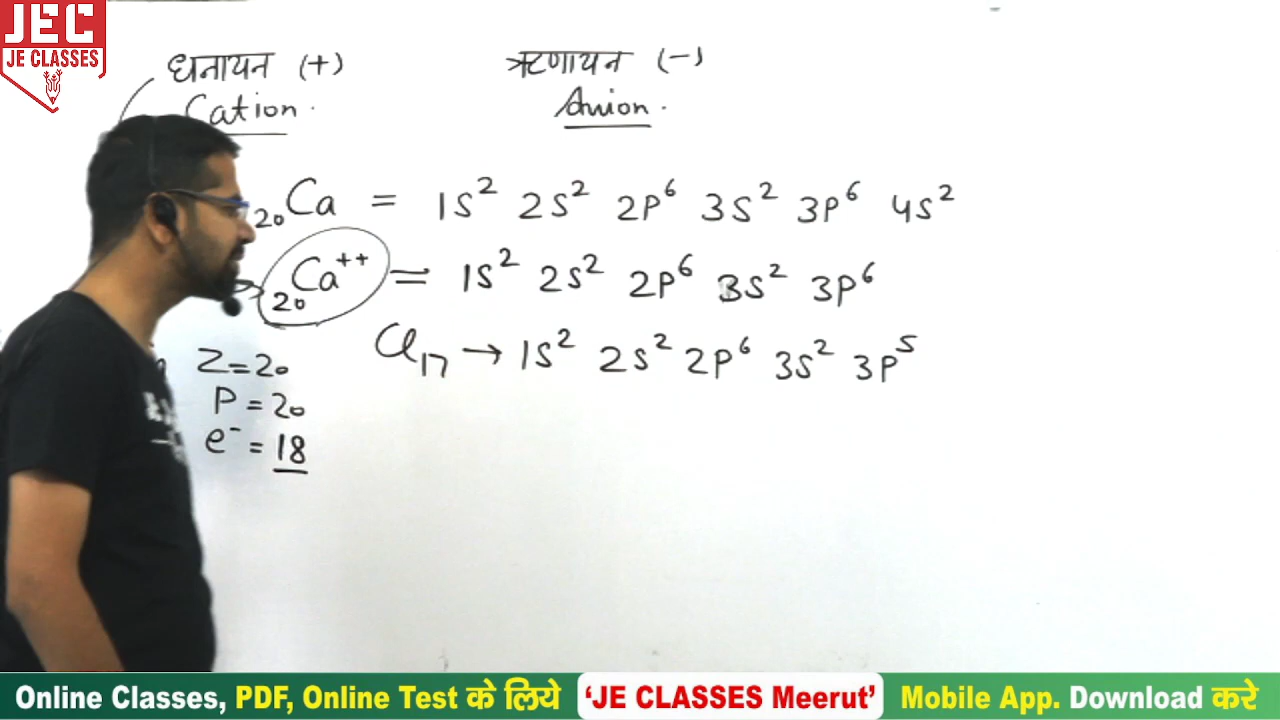 JEC
JE CLASSES
धनायन (+)
Cation.
ऋणायन (-)
Anion.
₂₀Ca = 1S² 2S² 2P⁶ 3S² 3P⁶ 4S²
₂₀Ca⁺⁺ = 1S² 2S² 2P⁶ 3S² 3P⁶
Cl₁₇ → 1S² 2S² 2P⁶ 3S² 3P⁵
Z=20
P=20
e⁻=18
Online Classes, PDF, Online Test के लिये 'JE CLASSES Meerut' Mobile App. Download करे